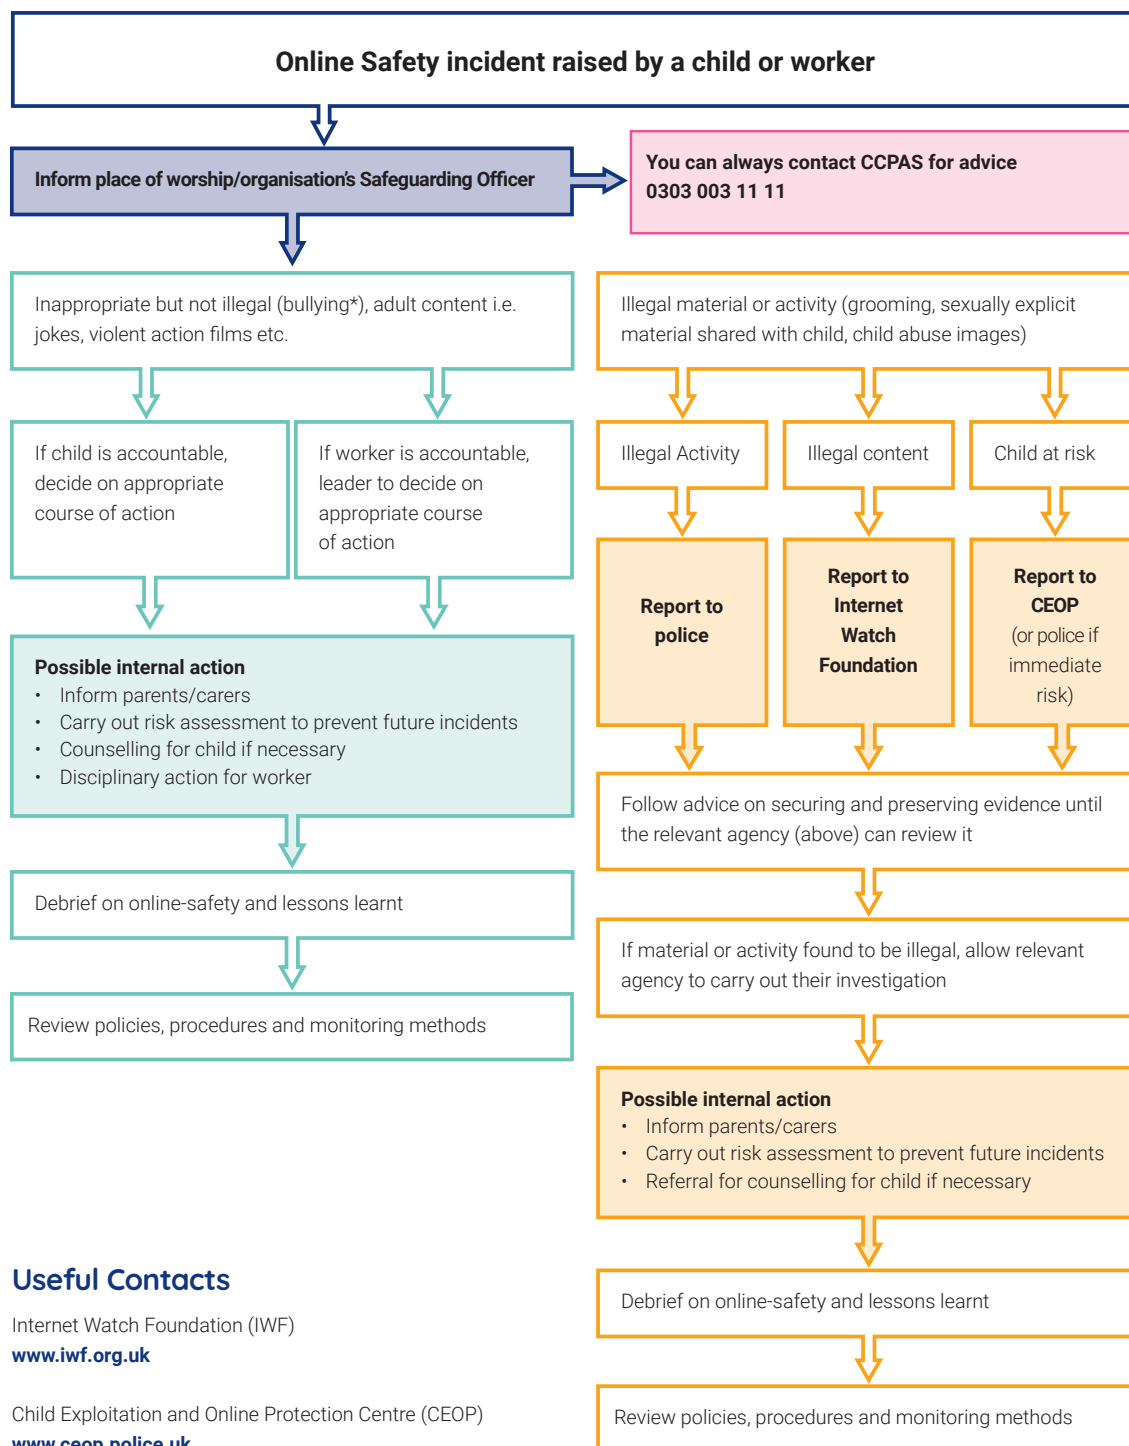 Online Safety incident raised by a child or worker
Inform place of worship/organisation's Safeguarding Officer
You can always contact CCPAS for advice
0303 003 11 11
Inappropriate but not illegal (bullying*), adult content i.e.
jokes, violent action films etc.
If child is accountable,
decide on appropriate
course of action
If worker is accountable,
leader to decide on
appropriate course
of action
Possible internal action
• Inform parents/carers
• Carry out risk assessment to prevent future incidents
• Counselling for child if necessary
• Disciplinary action for worker
Debrief on online-safety and lessons learnt
Review policies, procedures and monitoring methods
Illegal material or activity (grooming, sexually explicit
material shared with child, child abuse images)
Illegal Activity
Illegal content
Child at risk
Report to
police
Report to
Internet
Watch
Foundation
Report to
CEOP
(or police if
immediate
risk)
Follow advice on securing and preserving evidence until
the relevant agency (above) can review it
If material or activity found to be illegal, allow relevant
agency to carry out their investigation
Possible internal action
• Inform parents/carers
• Carry out risk assessment to prevent future incidents
• Referral for counselling for child if necessary
Debrief on online-safety and lessons learnt
Review policies, procedures and monitoring methods
Useful Contacts
Internet Watch Foundation (IWF)
www.iwf.org.uk
Child Exploitation and Online Protection Centre (CEOP)
www.ceop.police.uk